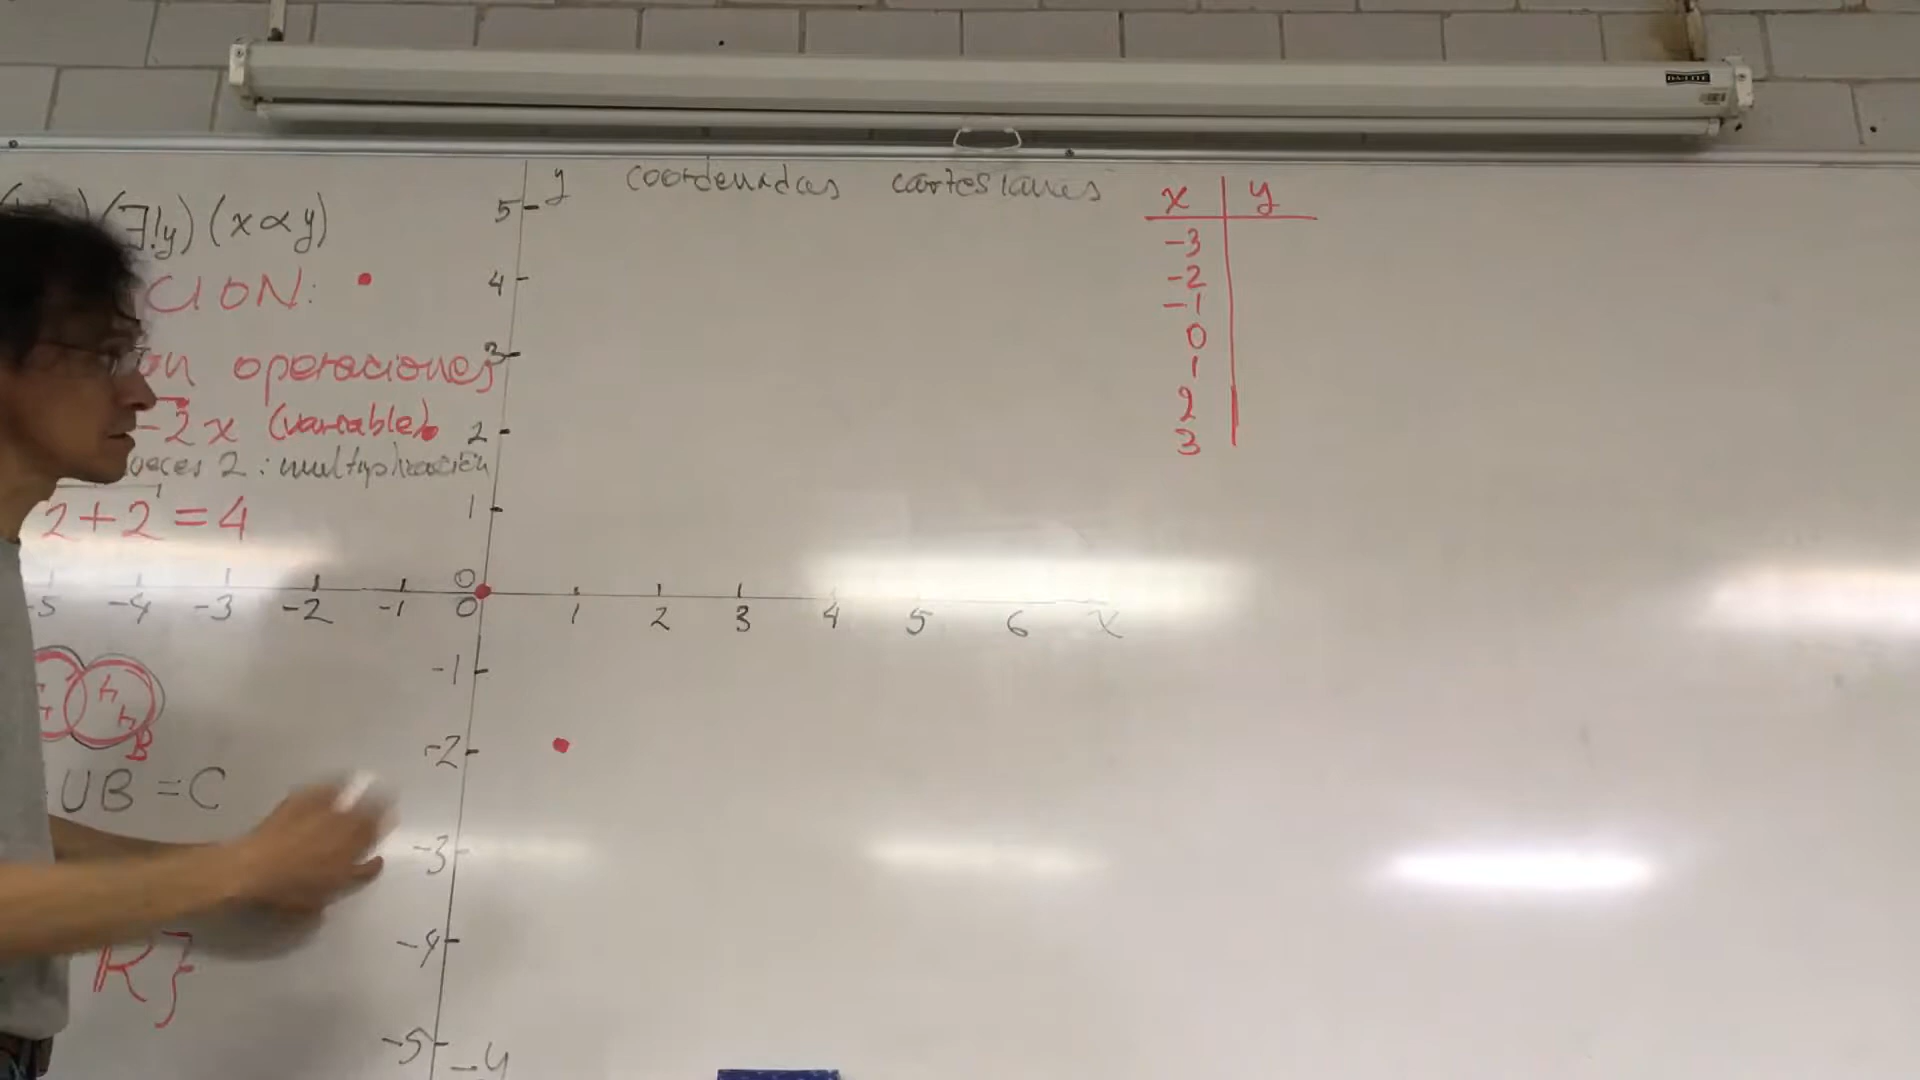 DA-LITE
y coordenadas cartesianas
(∃!y) (x∝y)
CION:
on operaciones
-2x (variable)
veces 2 : multiplicación
2+2 = 4
UB = C
B
R}
5
4
3
2
1
0
-5 -4 -3 -2 -1 0 1 2 3 4 5 6 x
-1
-2
-3
-4
-5
-y
x y
-3
-2
-1
0
1
2
3